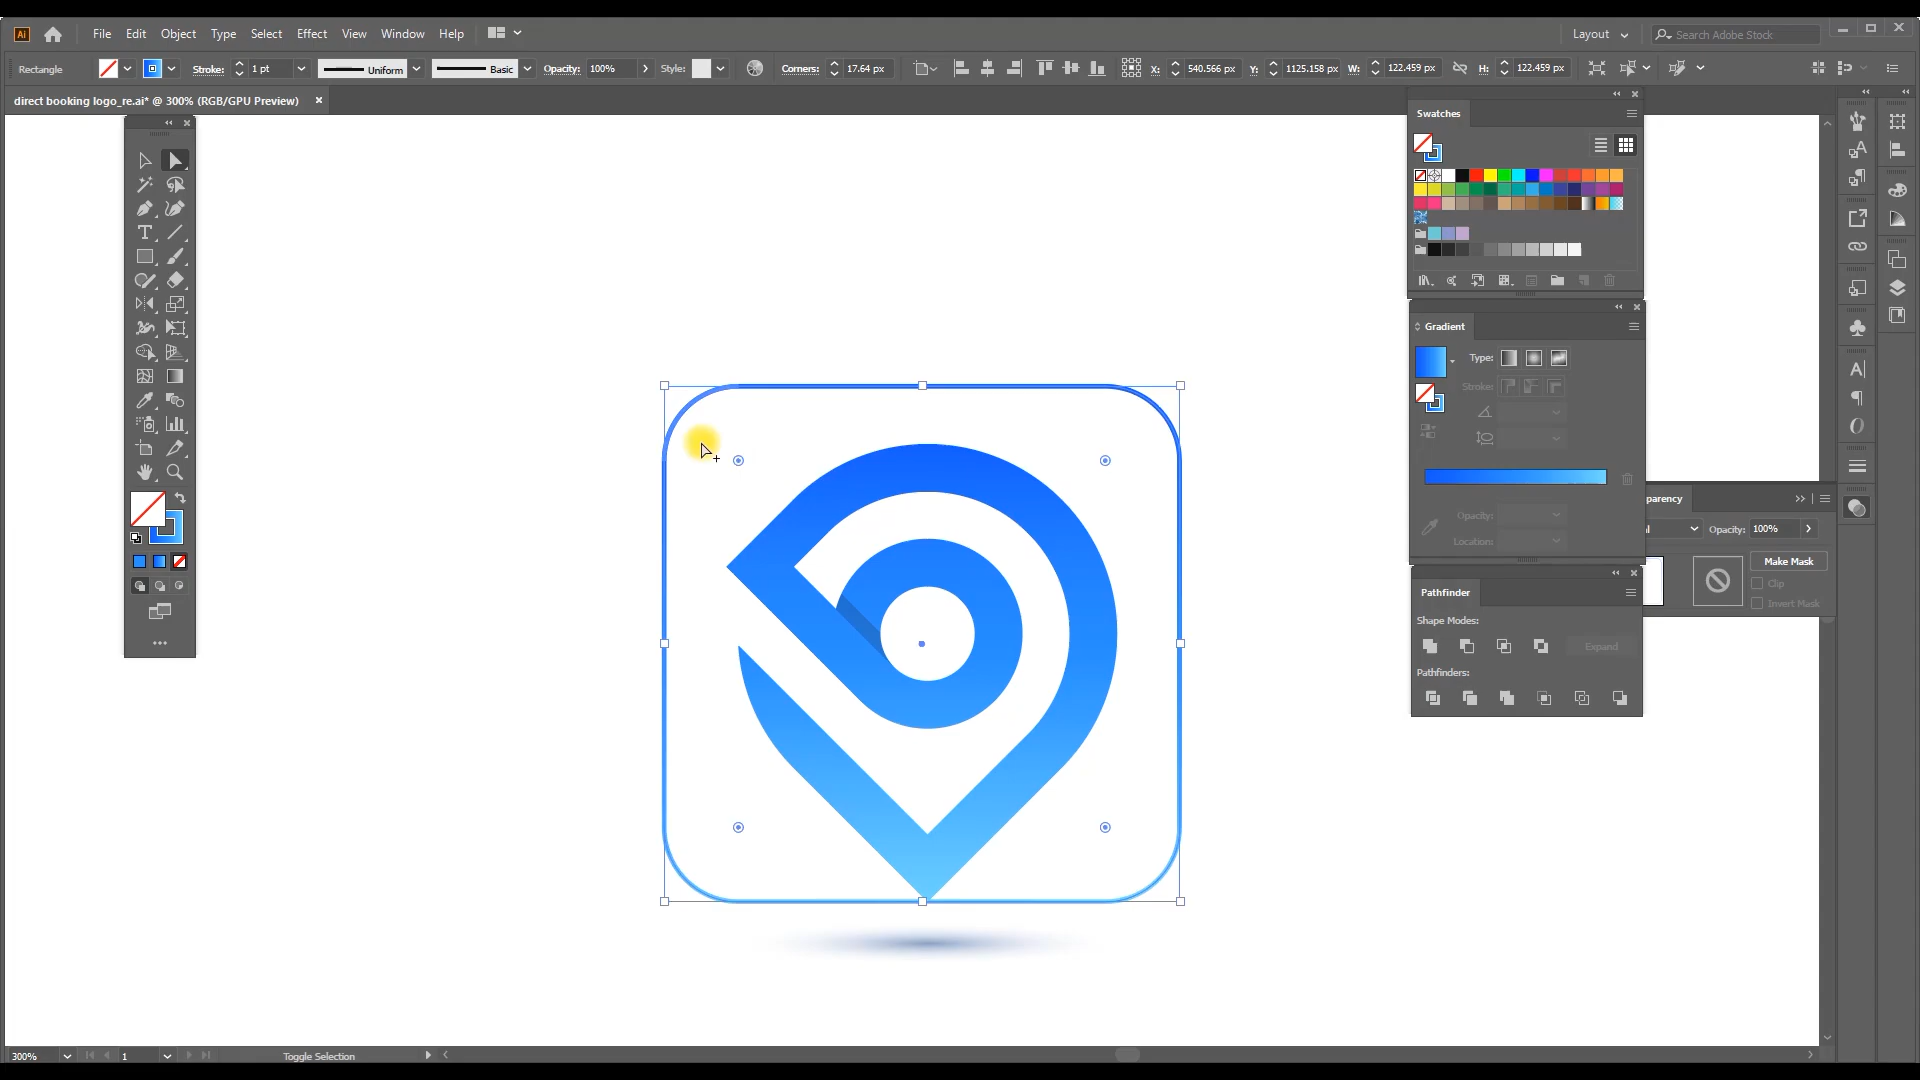 Ai File Edit Object Type Select Effect View Window Help Layout Search Adobe Stock
Rectangle Stroke: 1 pt Uniform Basic Opacity: 100% Style: Corners: 17.64 px X: 540.566 px Y: 1125.158 px W: 122.459 px H: 122.459 px
direct booking logo_re.ai* @ 300% (RGB/GPU Preview) ×
Swatches
Gradient
Type:
Stroke:
Opacity:
Location:
parency
Opacity: 100%
Make Mask
Clip
Invert Mask
Pathfinder
Shape Modes:
Expand
Pathfinders:
300% 1 Toggle Selection